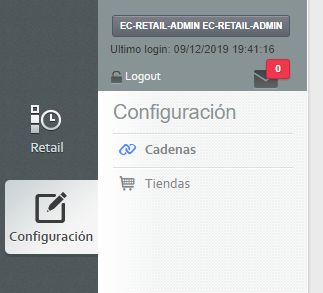 EC-RETAIL-ADMIN EC-RETAIL-ADMIN
Ultimo login: 09/12/2019 19:41:16
Logout
0
Configuración
Retail
Cadenas
Tiendas
Configuración